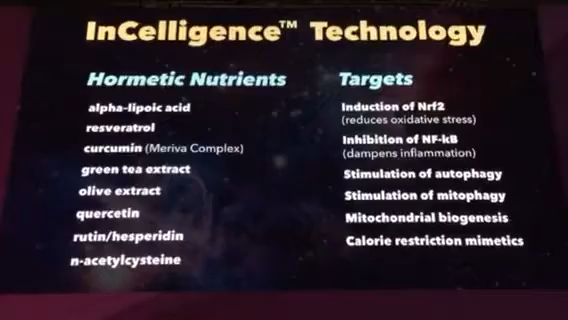 InCelligence™ Technology
Hormetic Nutrients
alpha-lipoic acid
resveratrol
curcumin (Meriva Complex)
green tea extract
olive extract
quercetin
rutin/hesperidin
n-acetylcysteine
Targets
Induction of Nrf2
(reduces oxidative stress)
Inhibition of NF-kB
(dampens inflammation)
Stimulation of autophagy
Stimulation of mitophagy
Mitochondrial biogenesis
Calorie restriction mimetics